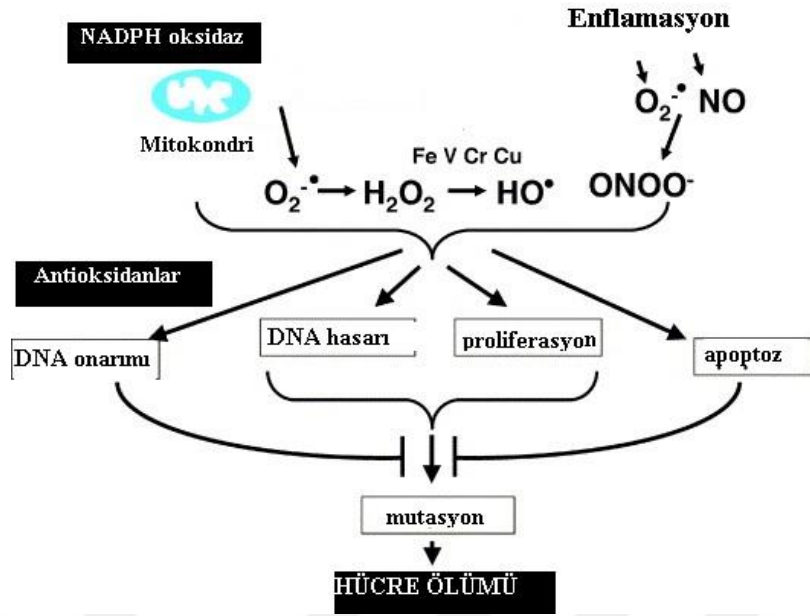 NADPH oksidaz
Enflamasyon
O₂⁻• NO
Mitokondri
Fe V Cr Cu
O₂⁻• H₂O₂ HO• ONOO⁻
Antioksidanlar
DNA onarımı
DNA hasarı
proliferasyon
apoptoz
mutasyon
HÜCRE ÖLÜMÜ